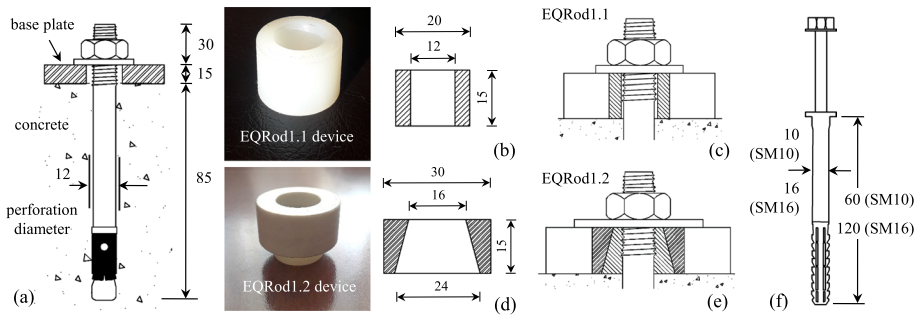 base plate
30
15
concrete
12
85
perforation
diameter
(a)
EQRod1.1 device
EQRod1.2 device
20
12
15
(b)
30
16
15
24
(d)
EQRod1.1
(c)
EQRod1.2
(e)
10
(SM10)
16
(SM16)
60 (SM10)
120 (SM16)
(f)